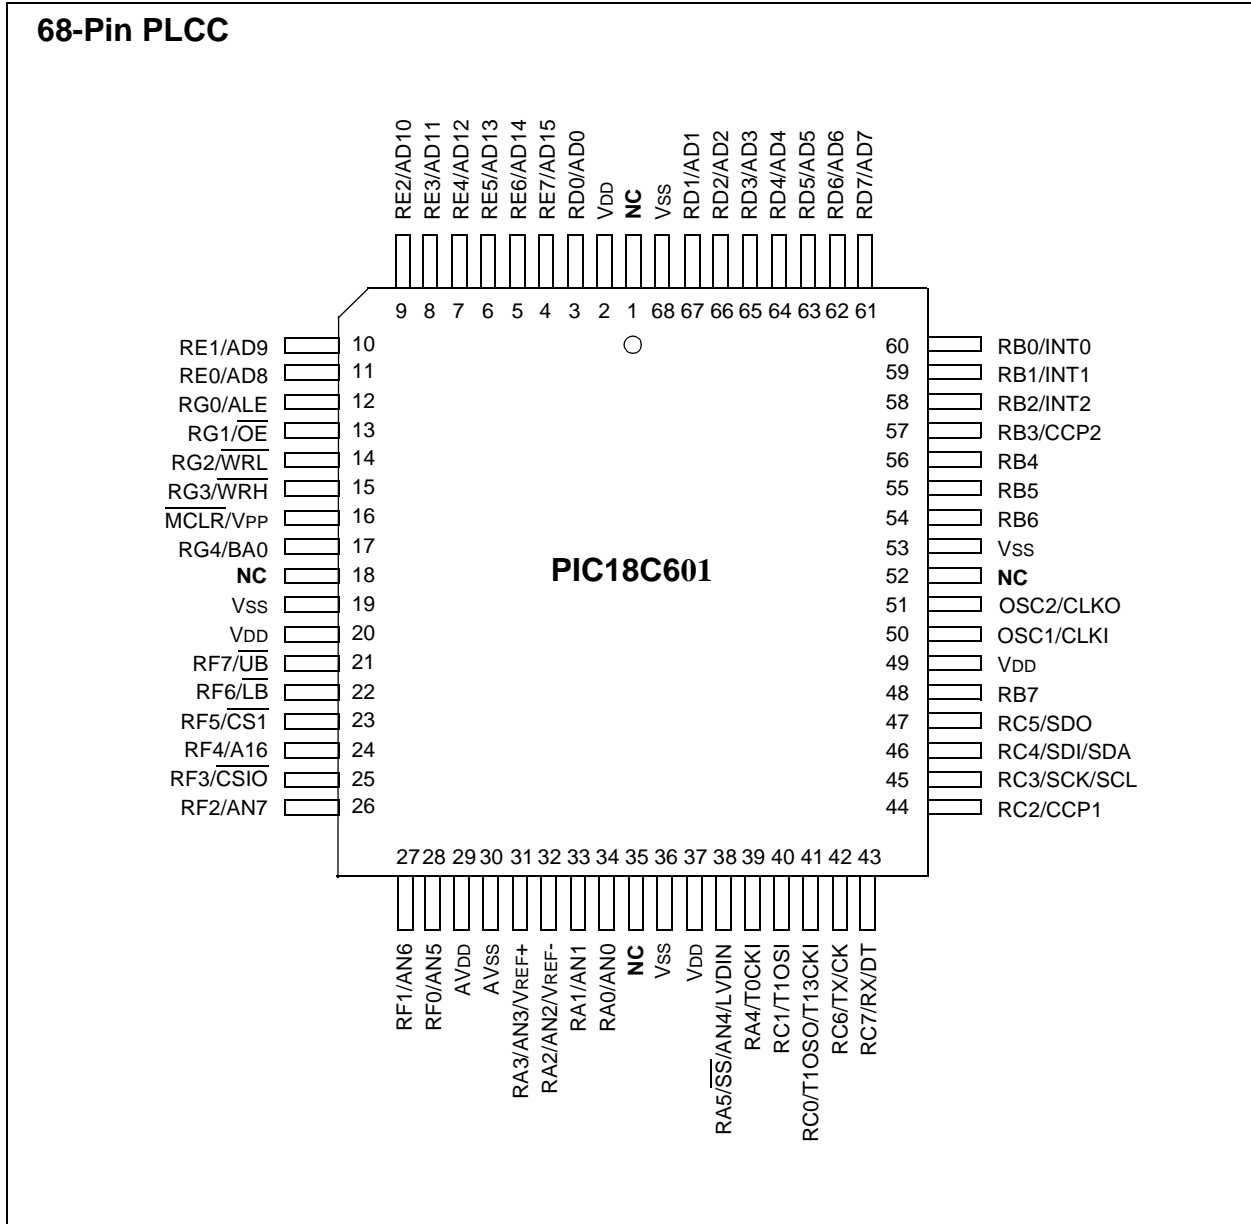 68-Pin PLCC
RE2/AD10
RE3/AD11
RE4/AD12
RE5/AD13
RE6/AD14
RE7/AD15
RD0/AD0
VDD
NC
VSS
RD1/AD1
RD2/AD2
RD3/AD3
RD4/AD4
RD5/AD5
RD6/AD6
RD7/AD7
9 8 7 6 5 4 3 2 1 68 67 66 65 64 63 62 61
RE1/AD9 10
RE0/AD8 11
RG0/ALE 12
RG1/O̅E̅ 13
RG2/W̅R̅L̅ 14
RG3/W̅R̅H̅ 15
M̅C̅L̅R̅/VPP 16
RG4/BA0 17
NC 18
VSS 19
VDD 20
RF7/U̅B̅ 21
RF6/L̅B̅ 22
RF5/C̅S̅1̅ 23
RF4/A16 24
RF3/C̅S̅I̅O̅ 25
RF2/AN7 26
PIC18C601
60 RB0/INT0
59 RB1/INT1
58 RB2/INT2
57 RB3/CCP2
56 RB4
55 RB5
54 RB6
53 VSS
52 NC
51 OSC2/CLKO
50 OSC1/CLKI
49 VDD
48 RB7
47 RC5/SDO
46 RC4/SDI/SDA
45 RC3/SCK/SCL
44 RC2/CCP1
27 28 29 30 31 32 33 34 35 36 37 38 39 40 41 42 43
RF1/AN6
RF0/AN5
AVDD
AVSS
RA3/AN3/VREF+
RA2/AN2/VREF-
RA1/AN1
RA0/AN0
NC
VSS
VDD
RA5/S̅S̅/AN4/LVDIN
RA4/T0CKI
RC1/T1OSI
RC0/T1OSO/T13CKI
RC6/TX/CK
RC7/RX/DT